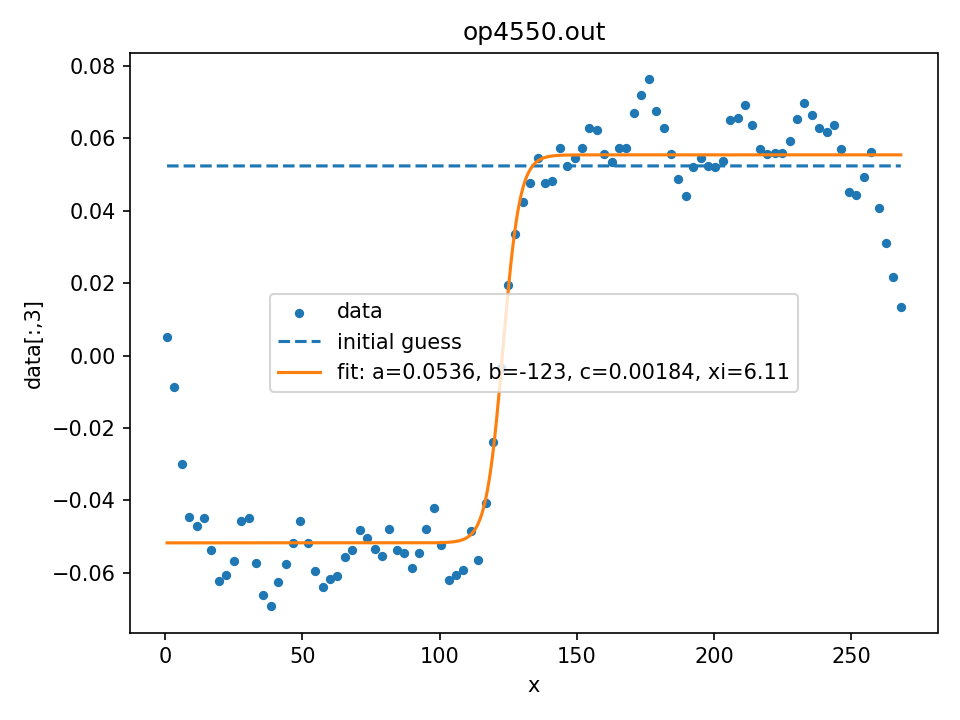 op4550.out
0.08
0.06
0.04
0.02
0.00
−0.02
−0.04
−0.06
data[:,3]
data
initial guess
fit: a=0.0536, b=-123, c=0.00184, xi=6.11
0 50 100 150 200 250
x